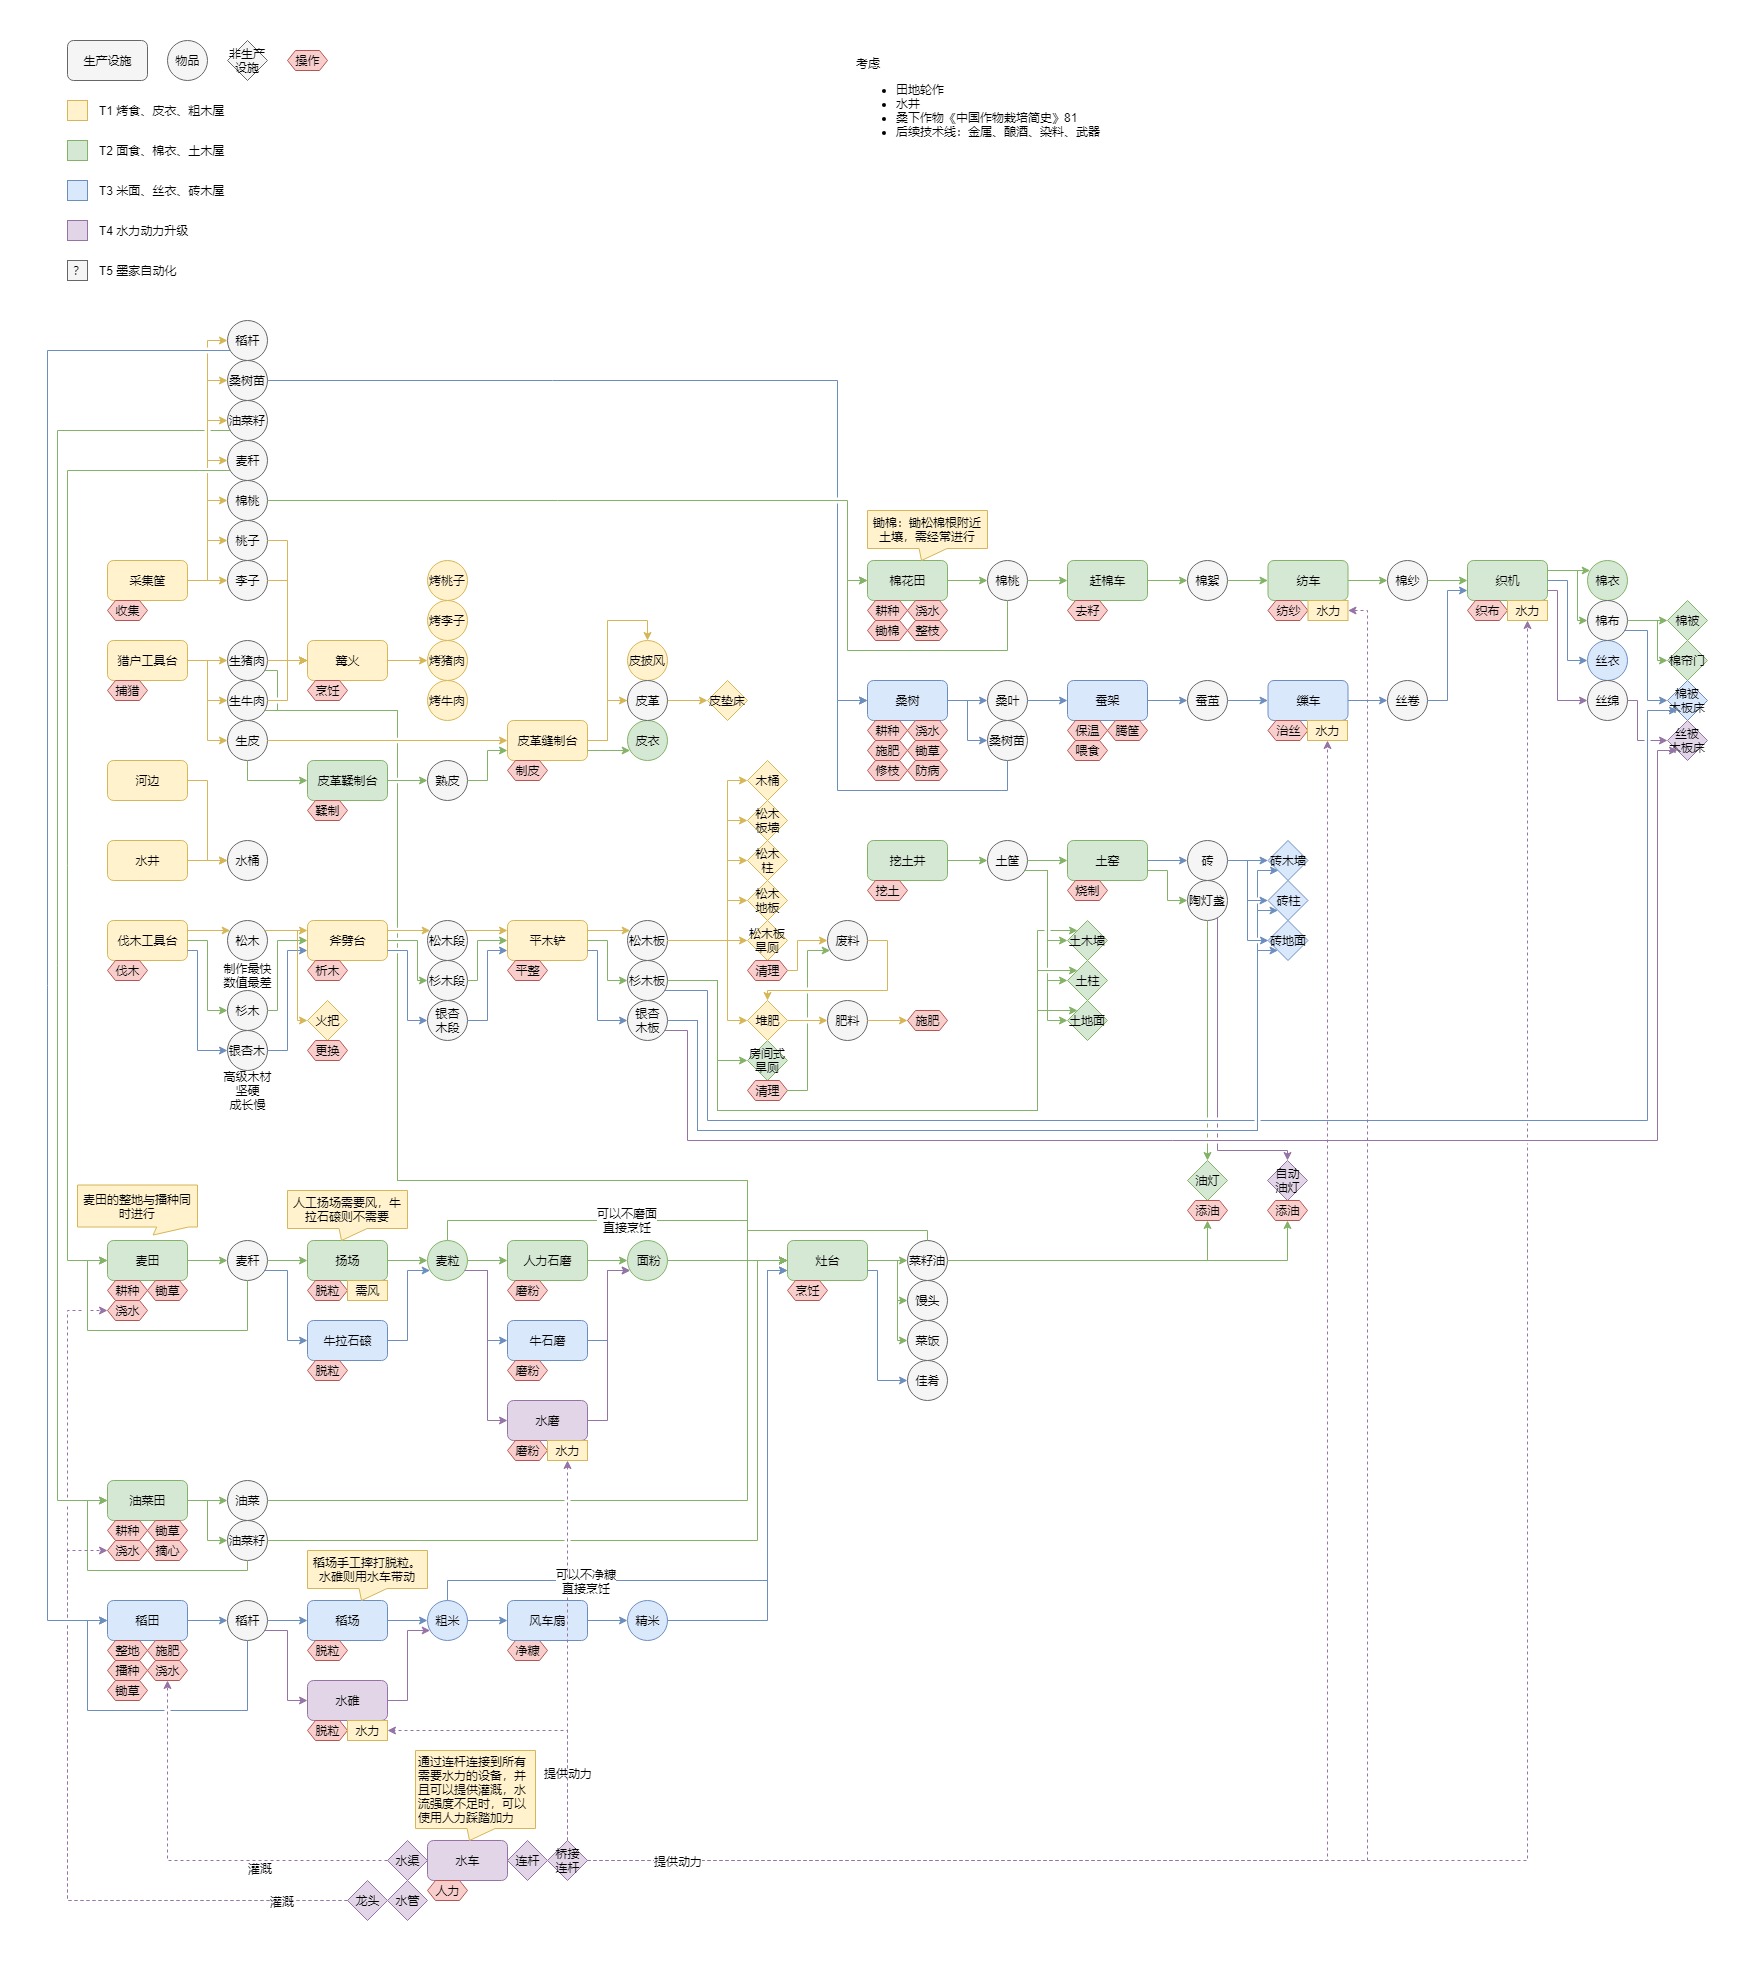 生产设施
物品
非生产
设施
操作
考虑
田地轮作
水井
桑下作物《中国作物栽培简史》81
后续技术线：金属、酿酒、染料、武器
T1 烤食、皮衣、粗木屋
T2 面食、棉衣、土木屋
T3 米面、丝衣、砖木屋
T4 水力动力升级
?
T5 墨家自动化
稻杆
桑树苗
油菜籽
麦秆
棉桃
桃子
采集筐
收集
李子
烤桃子
烤李子
锄棉：锄松棉根附近
土壤，需经常进行
棉花田
耕种
浇水
锄棉
整枝
棉桃
赶棉车
去籽
棉絮
纺车
纺纱
水力
棉纱
织机
织布
水力
棉衣
棉布
棉被
棉帘门
丝衣
丝绵
棉被
木板床
丝被
木板床
猎户工具台
捕猎
生猪肉
生牛肉
生皮
篝火
烹饪
烤猪肉
烤牛肉
皮披风
皮革
皮垫床
皮衣
皮革缝制台
制皮
桑树
耕种
浇水
施肥
锄草
修枝
防病
桑叶
桑树苗
蚕架
保温
腾筐
喂食
蚕茧
缫车
治丝
水力
丝卷
河边
皮革鞣制台
鞣制
熟皮
水井
水桶
木桶
松木
板墙
松木
柱
松木
地板
松木板
旱厕
清理
废料
堆肥
肥料
施肥
房间式
旱厕
清理
挖土井
挖土
土筐
土窑
烧制
砖
陶灯盏
砖木墙
砖柱
砖地面
土木墙
土柱
土地面
伐木工具台
伐木
松木
制作最快
数值最差
杉木
银杏木
高级木材
坚硬
成长慢
斧劈台
析木
火把
更换
松木段
杉木段
银杏
木段
平木铲
平整
松木板
杉木板
银杏
木板
油灯
添油
自动
油灯
添油
麦田的整地与播种同
时进行
人工扬场需要风，牛
拉石磙则不需要
可以不磨面
直接烹饪
麦田
耕种
锄草
浇水
麦秆
扬场
脱粒
需风
牛拉石磙
脱粒
麦粒
人力石磨
磨粉
牛石磨
磨粉
水磨
磨粉
水力
面粉
灶台
烹饪
菜籽油
馒头
菜饭
佳肴
油菜田
耕种
锄草
浇水
摘心
油菜
油菜籽
稻场手工摔打脱粒。
水碓则用水车带动
可以不净糠
直接烹饪
稻田
整地
施肥
播种
浇水
锄草
稻杆
稻场
脱粒
水碓
脱粒
水力
粗米
风车扇
净糠
精米
通过连杆连接到所有
需要水力的设备，并
且可以提供灌溉，水
流强度不足时，可以
使用人力踩踏加力
提供动力
水渠
水车
人力
连杆
桥接
连杆
提供动力
灌溉
灌溉
龙头
水管